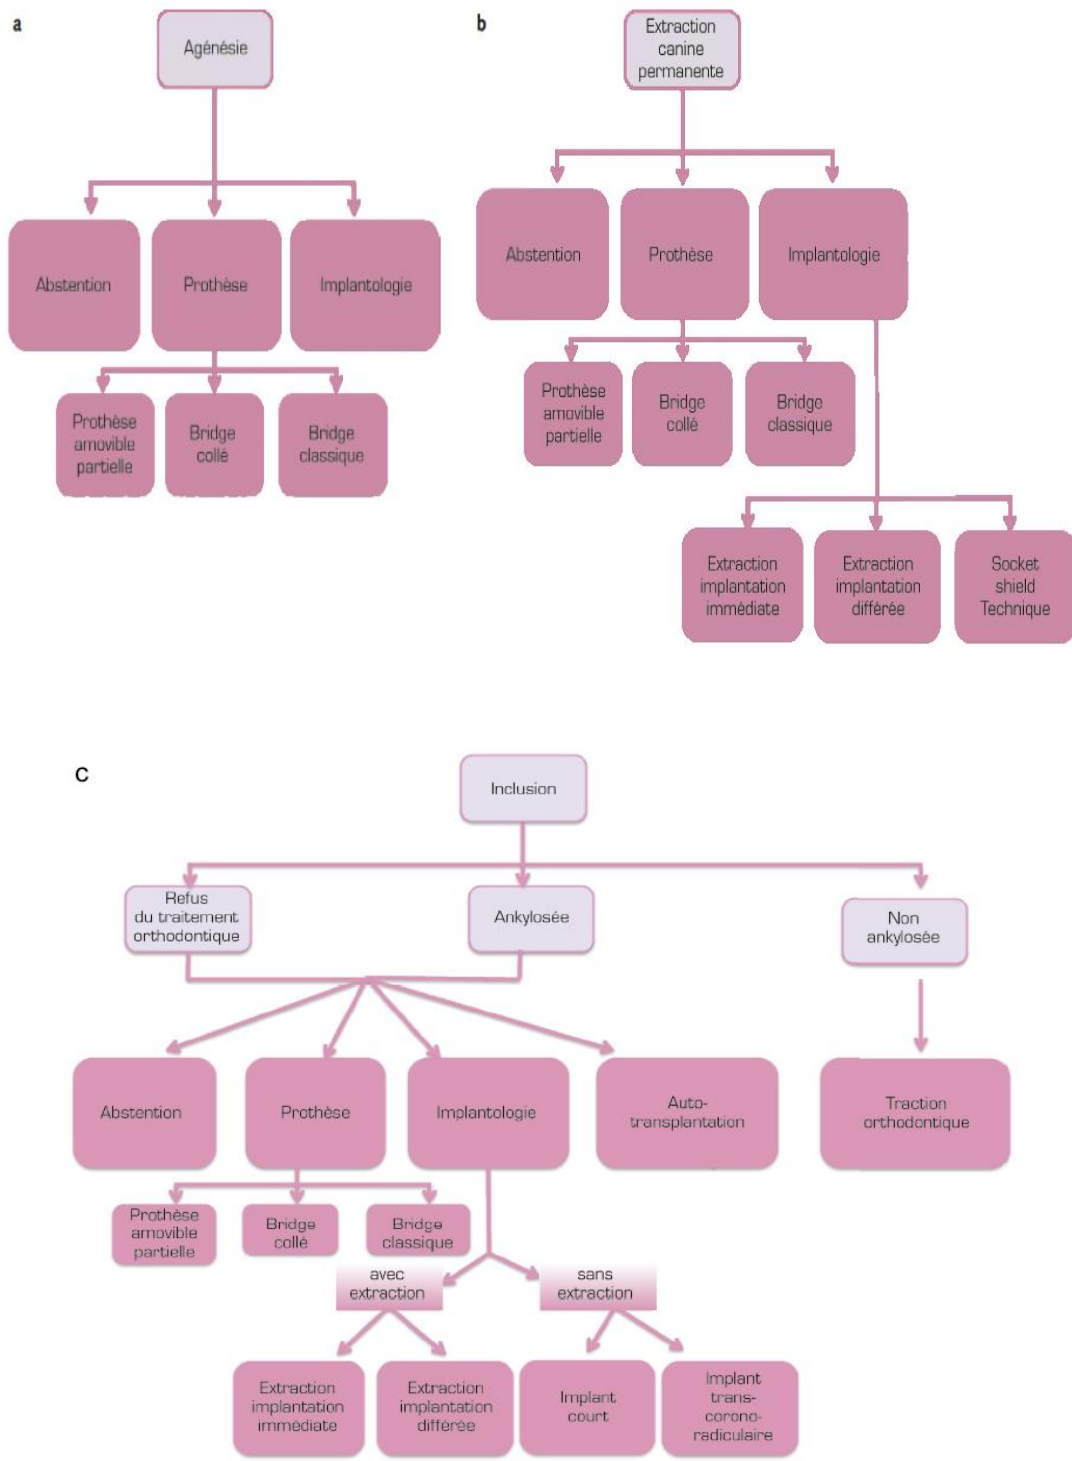 a
Agénésie
Abstention
Prothèse
Implantologie
Prothèse
amovible
partielle
Bridge
collé
Bridge
classique
b
Extraction
canine
permanente
Abstention
Prothèse
Implantologie
Prothèse
amovible
partielle
Bridge
collé
Bridge
classique
Extraction
implantation
immédiate
Extraction
implantation
différée
Socket
shield
Technique
c
Inclusion
Refus
du traitement
orthodontique
Ankylosée
Non
ankylosée
Abstention
Prothèse
Implantologie
Auto-
transplantation
Traction
orthodontique
Prothèse
amovible
partielle
Bridge
collé
Bridge
classique
avec
extraction
sans
extraction
Extraction
implantation
immédiate
Extraction
implantation
différée
Implant
court
Implant
trans-
corono-
radiculaire